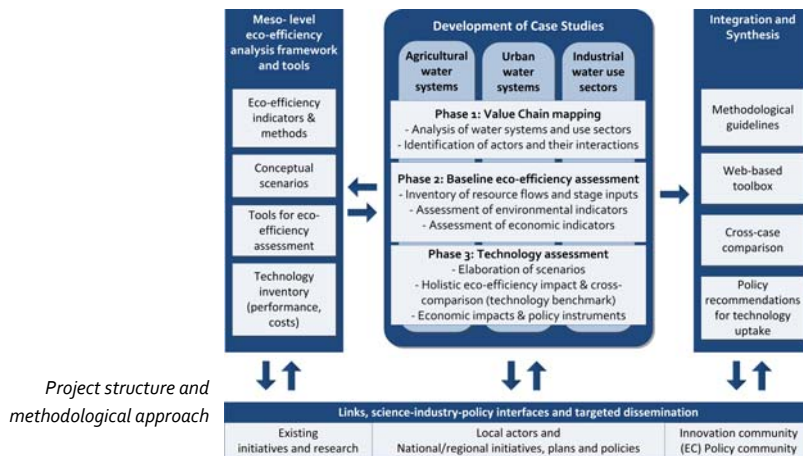 Meso- level
eco-efficiency
analysis framework
and tools
Eco-efficiency
indicators &
methods
Conceptual
scenarios
Tools for eco-
efficiency
assessment
Technology
inventory
(performance,
costs)
Development of Case Studies
Agricultural
water
systems
Urban
water
systems
Industrial
water use
sectors
Phase 1: Value Chain mapping
- Analysis of water systems and use sectors
- Identification of actors and their interactions
Phase 2: Baseline eco-efficiency assessment
- Inventory of resource flows and stage inputs
- Assessment of environmental indicators
- Assessment of economic indicators
Phase 3: Technology assessment
- Elaboration of scenarios
- Holistic eco-efficiency impact & cross-
comparison (technology benchmark)
- Economic impacts & policy instruments
Integration and
Synthesis
Methodological
guidelines
Web-based
toolbox
Cross-case
comparison
Policy
recommendations
for technology
uptake
Project structure and
methodological approach
Links, science-industry-policy interfaces and targeted dissemination
Existing
initiatives and research
Local actors and
National/regional initiatives, plans and policies
Innovation community
(EC) Policy community